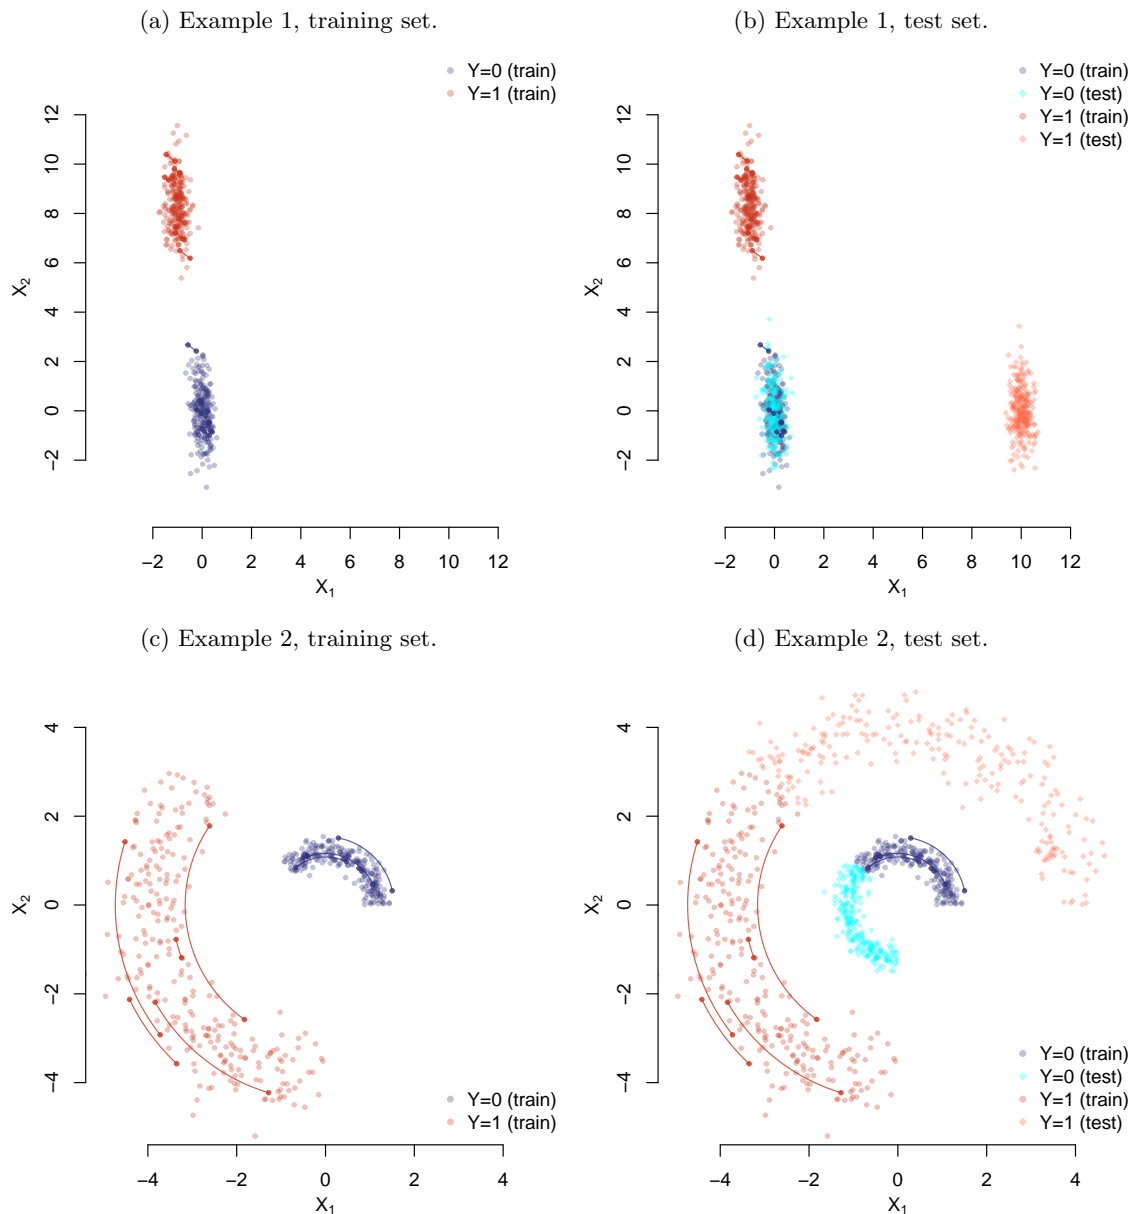 (a) Example 1, training set.
Y=0 (train)
Y=1 (train)
12
10
8
6
4
2
0
−2
X2
−2 0 2 4 6 8 10 12
X1
(b) Example 1, test set.
Y=0 (train)
Y=0 (test)
Y=1 (train)
Y=1 (test)
12
10
8
6
4
2
0
−2
X2
−2 0 2 4 6 8 10 12
X1
(c) Example 2, training set.
4
2
0
−2
−4
X2
Y=0 (train)
Y=1 (train)
−4 −2 0 2 4
X1
(d) Example 2, test set.
4
2
0
−2
−4
X2
Y=0 (train)
Y=0 (test)
Y=1 (train)
Y=1 (test)
−4 −2 0 2 4
X1